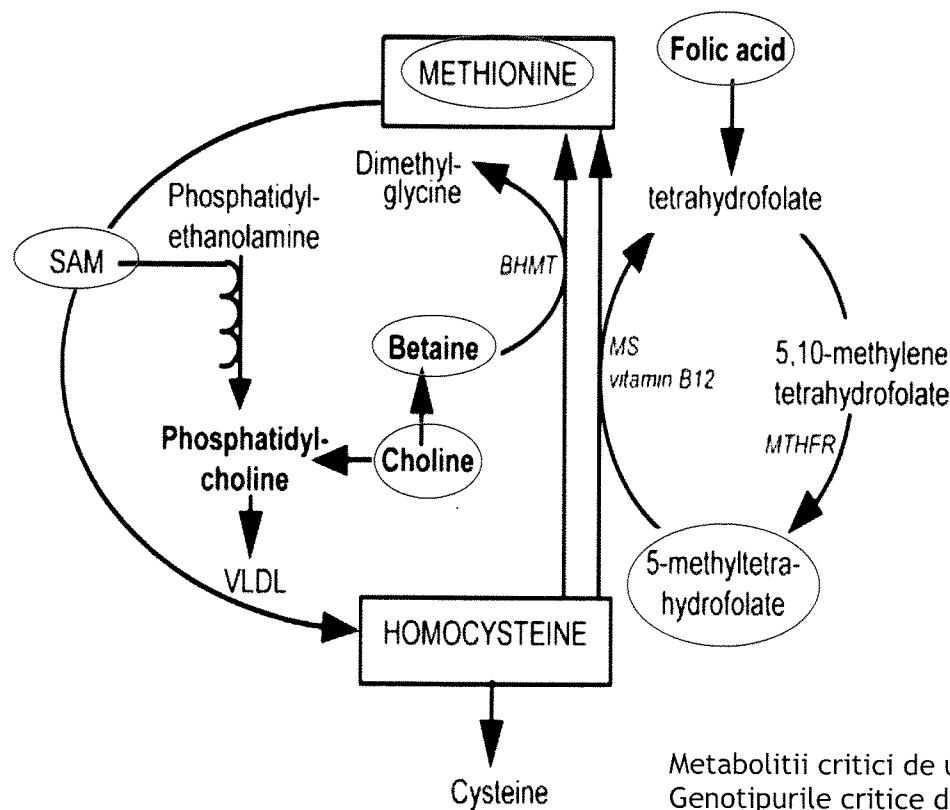 Folic acid
METHIONINE
Dimethyl-
glycine
Phosphatidyl-
ethanolamine
tetrahydrofolate
SAM
BHMT
Betaine
MS
vitamin B12
5,10-methylene
tetrahydrofolate
MTHFR
Phosphatidyl-
choline
Choline
VLDL
5-methyltetra-
hydrofolate
HOMOCYSTEINE
Cysteine
Metabolitii critici de
Genotipurile critice